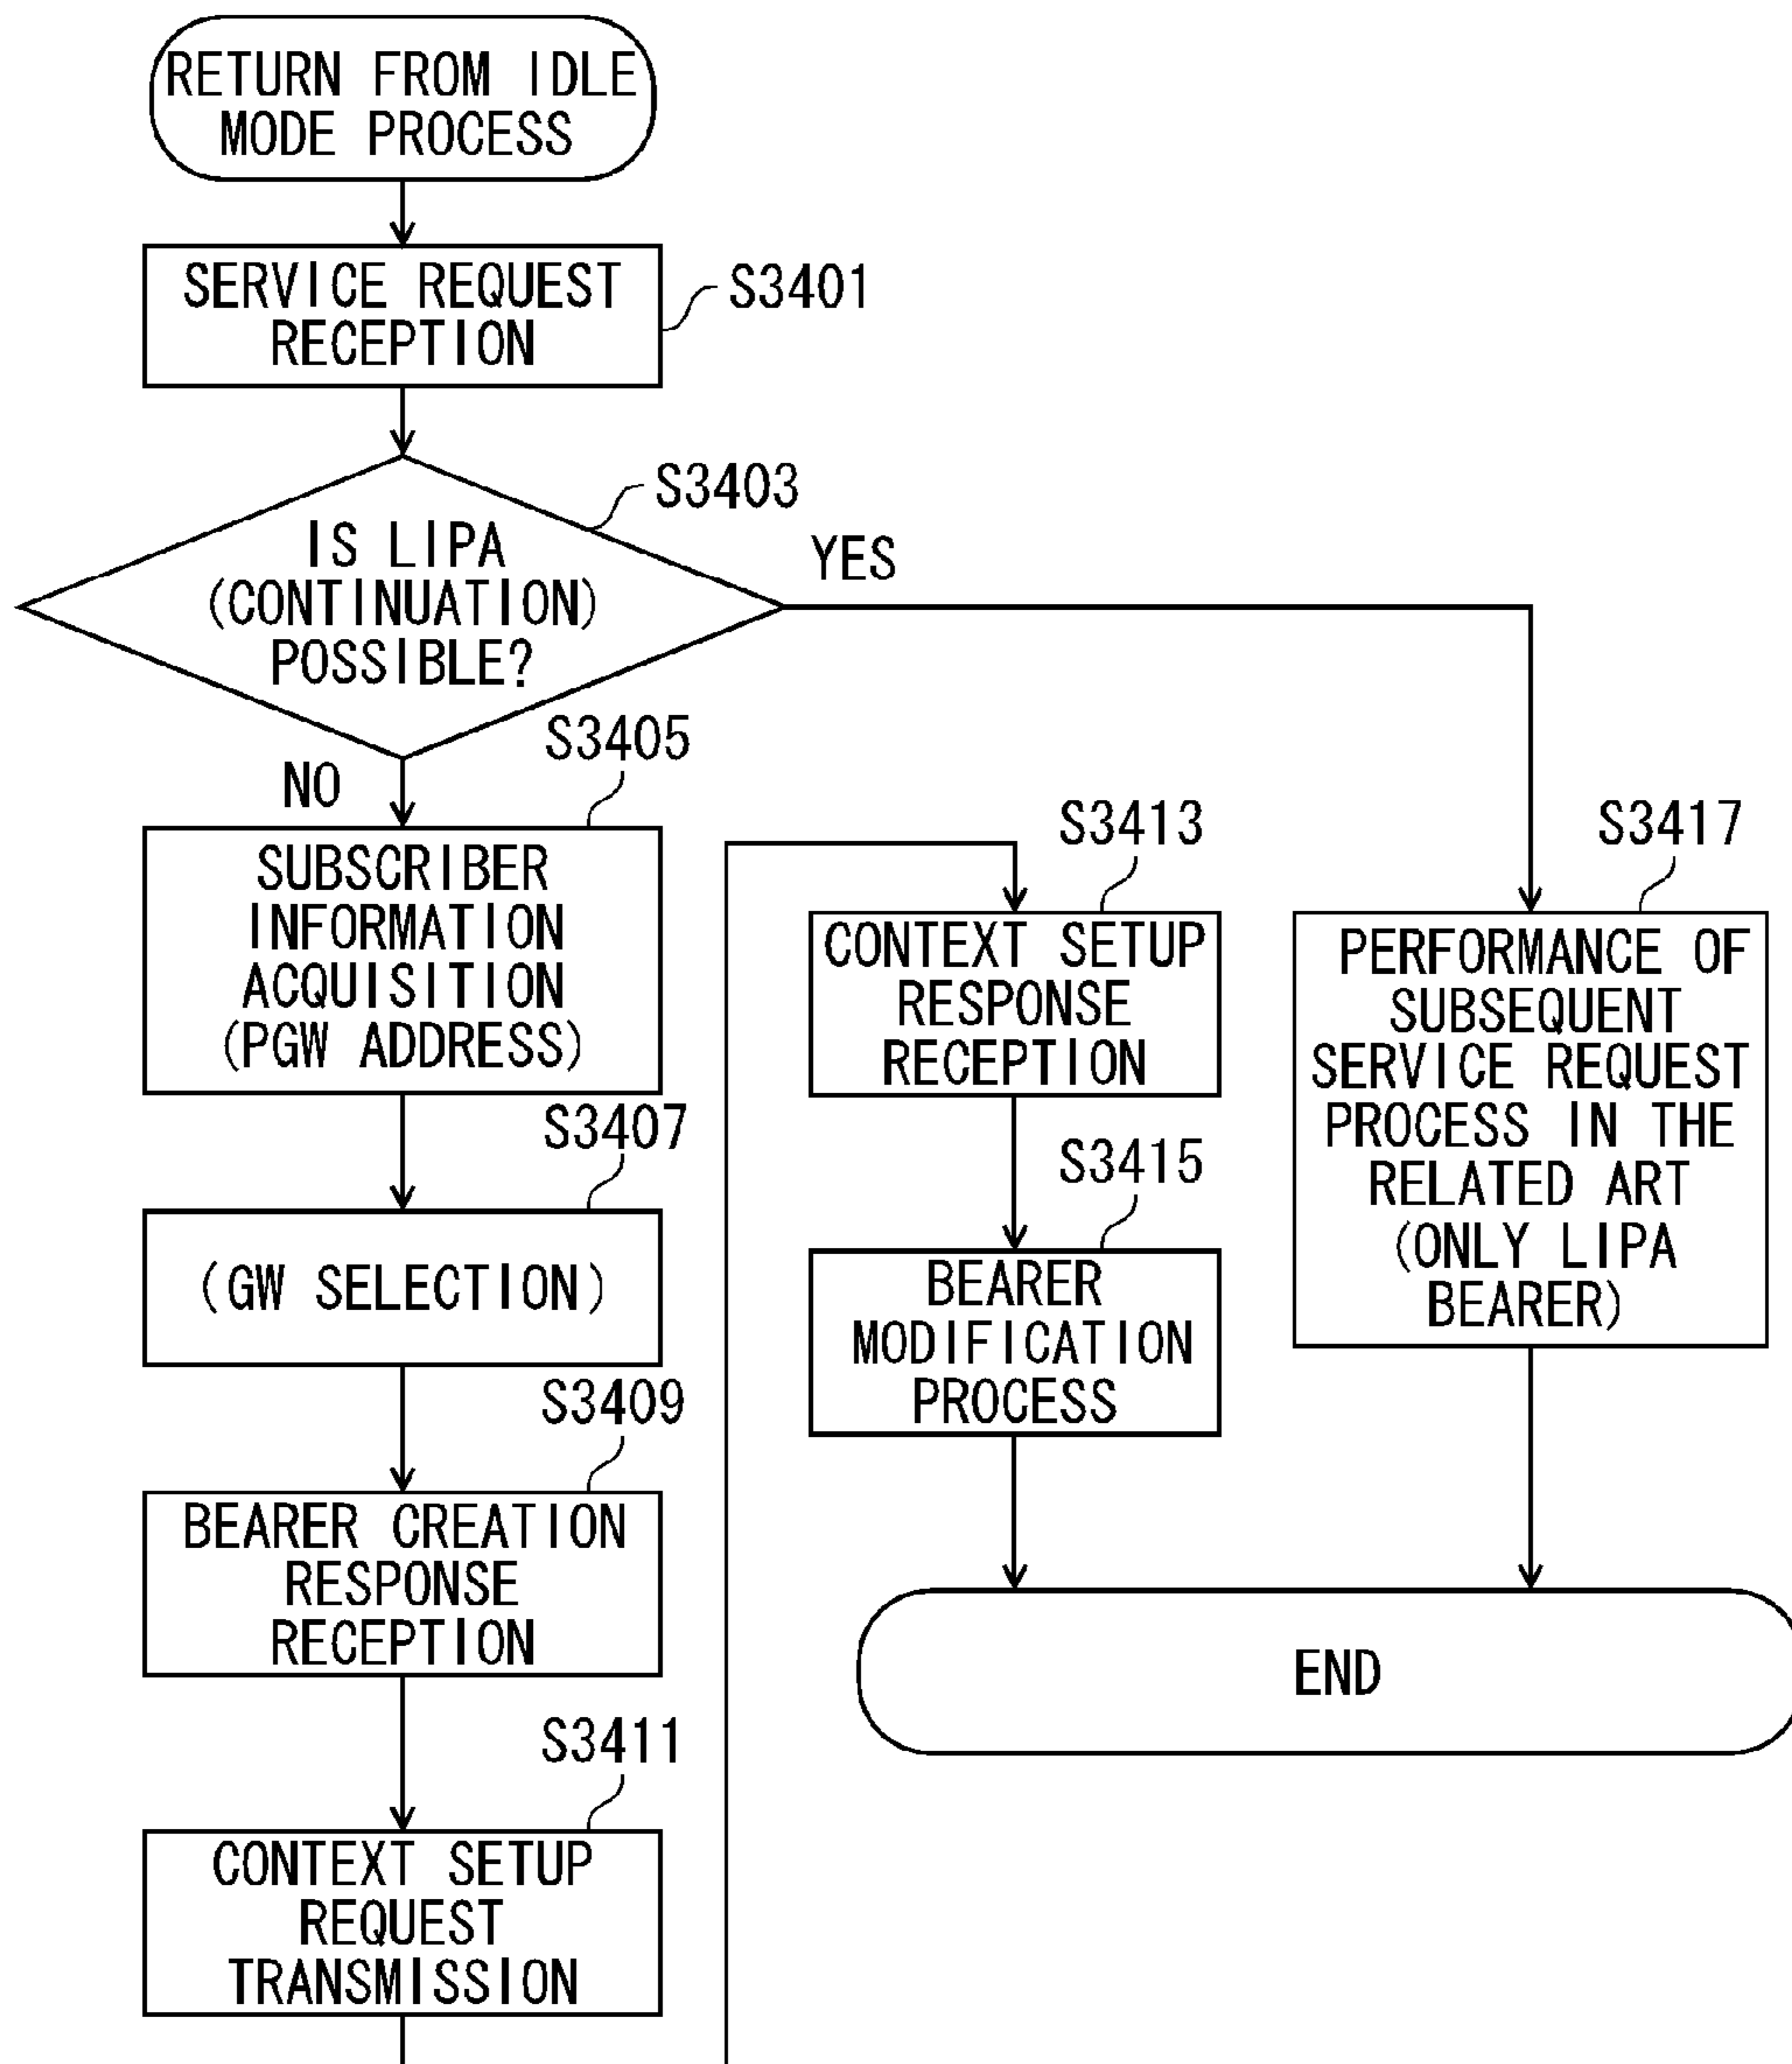 RETURN FROM IDLE
MODE PROCESS
SERVICE REQUEST
RECEPTION
S3401
S3403
IS LIPA
(CONTINUATION)
POSSIBLE?
YES
NO
S3405
SUBSCRIBER
INFORMATION
ACQUISITION
(PGW ADDRESS)
S3407
(GW SELECTION)
S3409
BEARER CREATION
RESPONSE
RECEPTION
S3411
CONTEXT SETUP
REQUEST
TRANSMISSION
S3413
CONTEXT SETUP
RESPONSE
RECEPTION
S3415
BEARER
MODIFICATION
PROCESS
S3417
PERFORMANCE OF
SUBSEQUENT
SERVICE REQUEST
PROCESS IN THE
RELATED ART
(ONLY LIPA
BEARER)
END